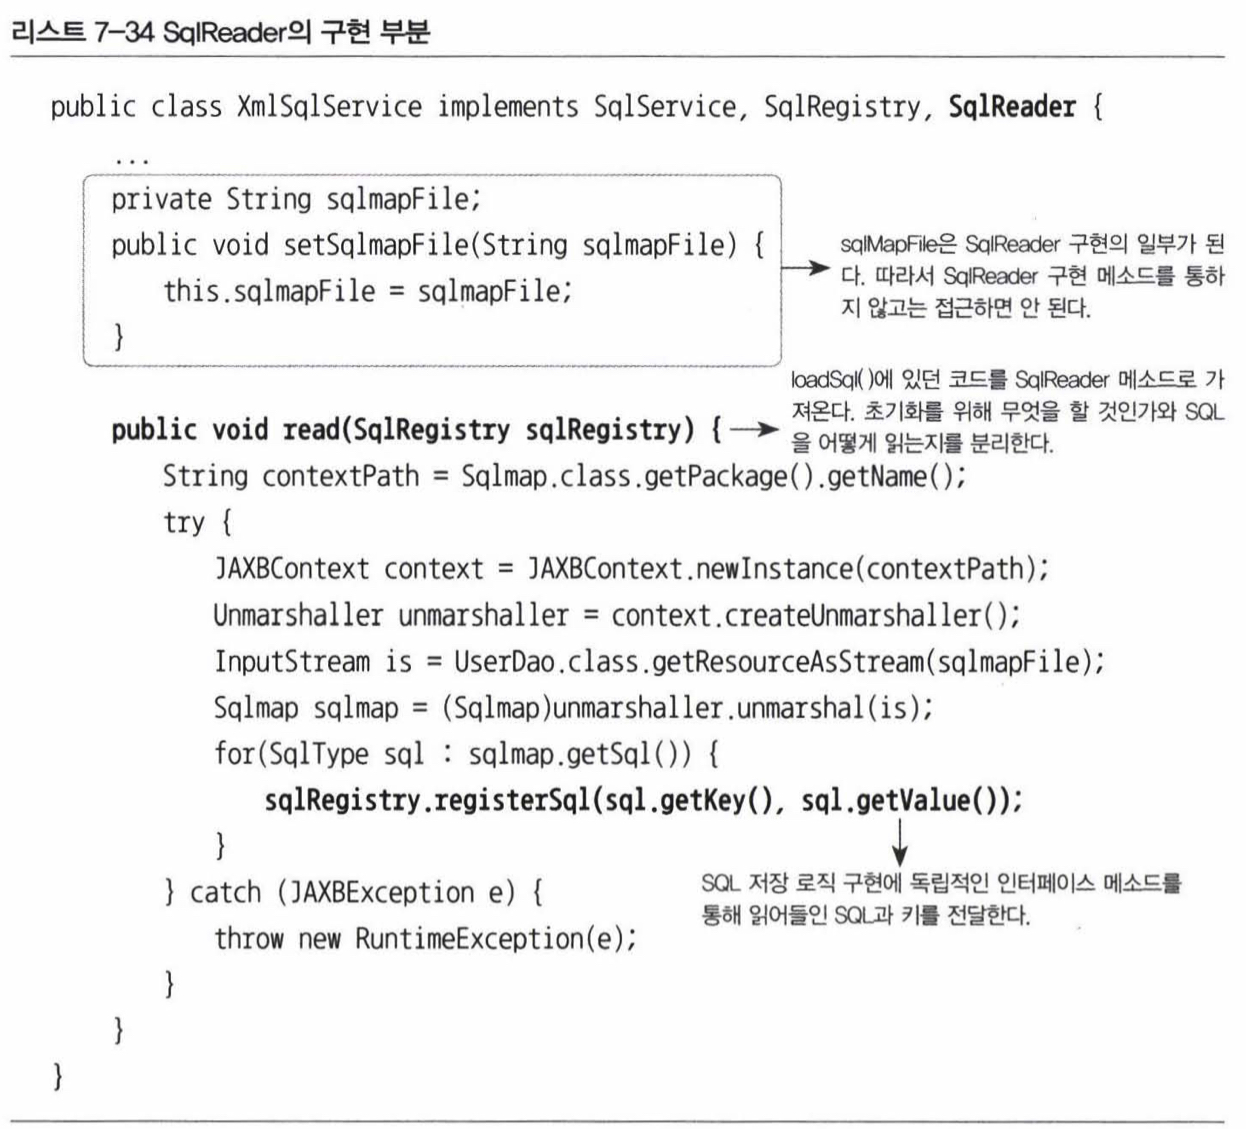 리스트 7-34 SqlReader의 구현 부분
public class XmlSqlService implements SqlService, SqlRegistry, SqlReader {
...
private String sqlmapFile;
public void setSqlmapFile(String sqlmapFile) {
this.sqlmapFile = sqlmapFile;
}
sqlMapFile은 SqlReader 구현의 일부가 된
다. 따라서 SqlReader 구현 메소드를 통하
지 않고는 접근하면 안 된다.
loadSql( )에 있던 코드를 SqlReader 메소드로 가
져온다. 초기화를 위해 무엇을 할 것인가와 SQL
을 어떻게 읽는지를 분리한다.
public void read(SqlRegistry sqlRegistry) {
String contextPath = Sqlmap.class.getPackage().getName();
try {
JAXBContext context = JAXBContext.newInstance(contextPath);
Unmarshaller unmarshaller = context.createUnmarshaller();
InputStream is = UserDao.class.getResourceAsStream(sqlmapFile);
Sqlmap sqlmap = (Sqlmap)unmarshaller.unmarshal(is);
for(SqlType sql : sqlmap.getSql()) {
sqlRegistry.registerSql(sql.getKey(), sql.getValue());
}
SQL 저장 로직 구현에 독립적인 인터페이스 메소드를
통해 읽어들인 SQL과 키를 전달한다.
} catch (JAXBException e) {
throw new RuntimeException(e);
}
}
}